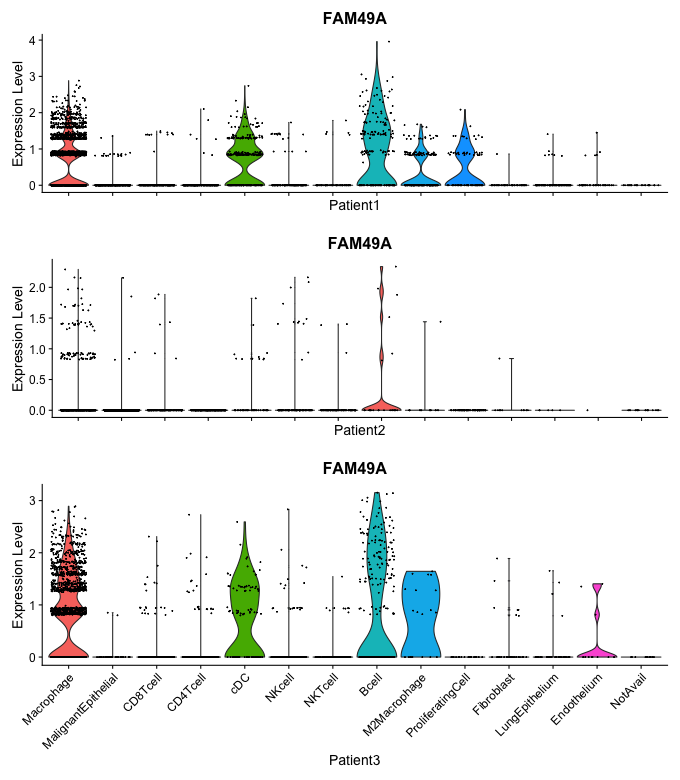 FAM49A
Expression Level
4
3
2
1
0
Patient1
FAM49A
Expression Level
2.0
1.5
1.0
0.5
0.0
Patient2
FAM49A
Expression Level
3
2
1
0
Macrophage
MalignantEpithelial
CD8Tcell
CD4Tcell
cDC
NKcell
NKTcell
Bcell
M2Macrophage
ProliferatingCell
Fibroblast
LungEpithelium
Endothelium
NotAvail
Patient3